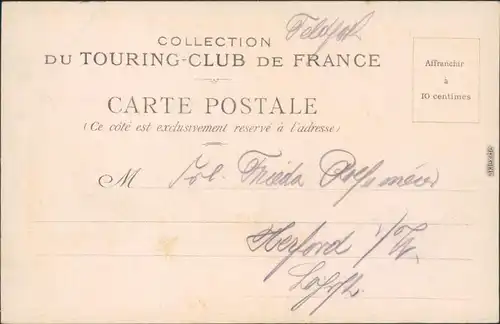 Feldpost
COLLECTION
DU TOURING-CLUB DE FRANCE
Affranchir
à
10 centimes
CARTE POSTALE
(Ce côté est exclusivement reservé à l'adresse)
M Frl. Frieda
Herford i/W.